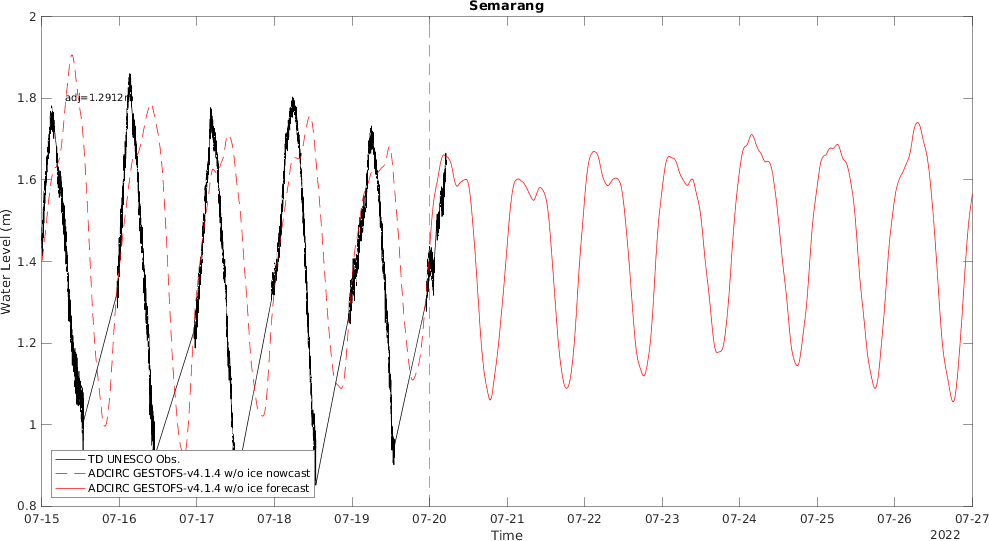 Semarang
2
1.8
1.6
1.4
1.2
1
0.8
Water Level (m)
adj=1.2912m
TD UNESCO Obs.
ADCIRC GESTOFS-v4.1.4 w/o ice nowcast
ADCIRC GESTOFS-v4.1.4 w/o ice forecast
07-15 07-16 07-17 07-18 07-19 07-20 07-21 07-22 07-23 07-24 07-25 07-26 07-27
Time
2022